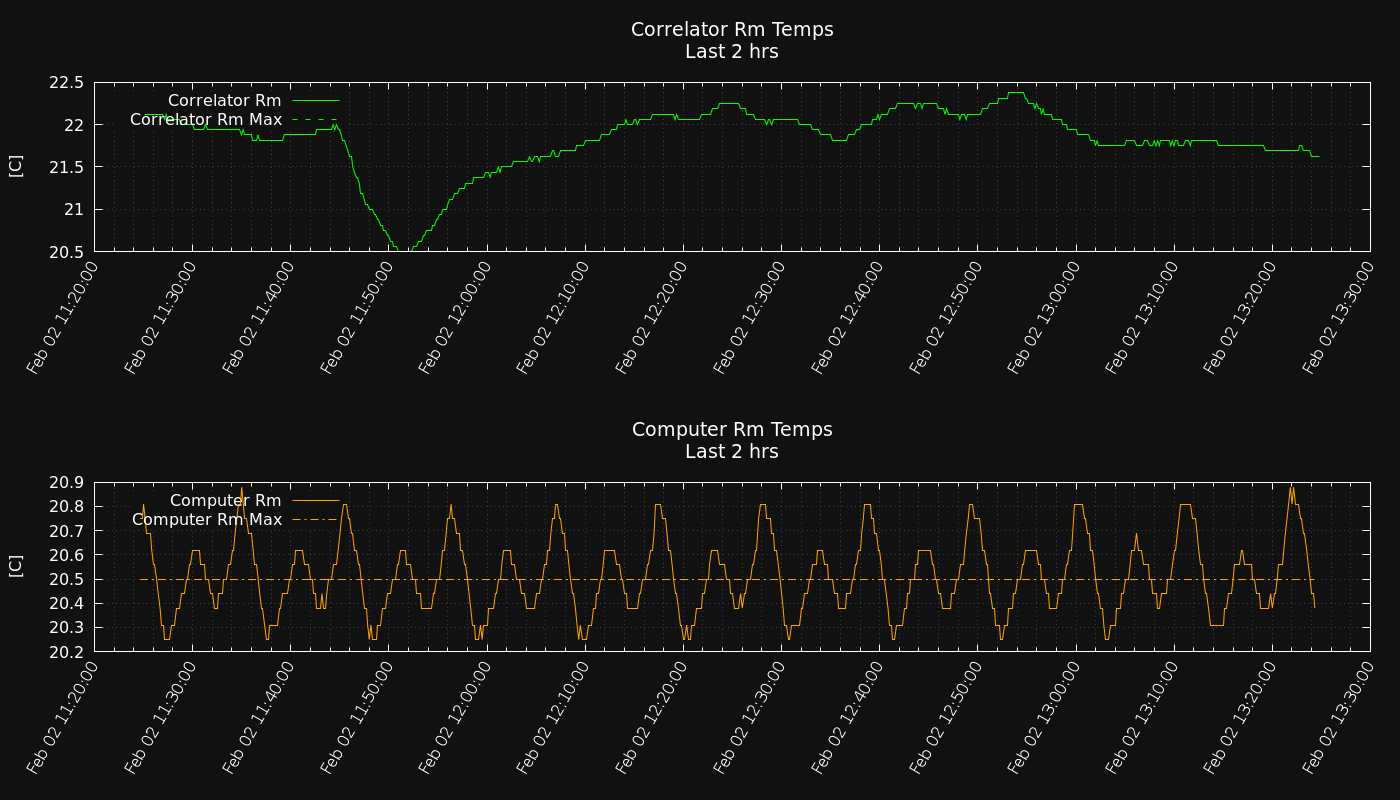 Correlator Rm Temps
Last 2 hrs
22.5
22
21.5
21
20.5
[C]
Correlator Rm
Correlator Rm Max
Feb 02 11:20:00
Feb 02 11:30:00
Feb 02 11:40:00
Feb 02 11:50:00
Feb 02 12:00:00
Feb 02 12:10:00
Feb 02 12:20:00
Feb 02 12:30:00
Feb 02 12:40:00
Feb 02 12:50:00
Feb 02 13:00:00
Feb 02 13:10:00
Feb 02 13:20:00
Feb 02 13:30:00
Computer Rm Temps
Last 2 hrs
20.9
20.8
20.7
20.6
20.5
20.4
20.3
20.2
[C]
Computer Rm
Computer Rm Max
Feb 02 11:20:00
Feb 02 11:30:00
Feb 02 11:40:00
Feb 02 11:50:00
Feb 02 12:00:00
Feb 02 12:10:00
Feb 02 12:20:00
Feb 02 12:30:00
Feb 02 12:40:00
Feb 02 12:50:00
Feb 02 13:00:00
Feb 02 13:10:00
Feb 02 13:20:00
Feb 02 13:30:00